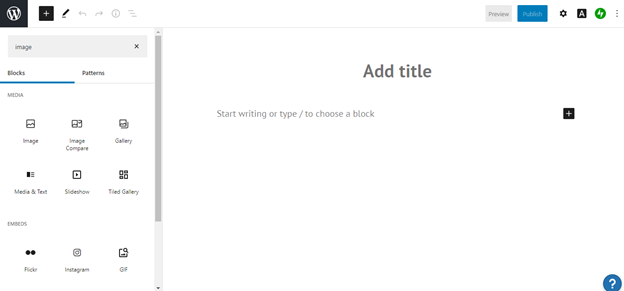 Preview
Publish
A
image
Blocks
Patterns
MEDIA
Image
Image
Compare
Gallery
Media & Text
Slideshow
Tiled Gallery
EMBEDS
Flickr
Instagram
GIF
Add title
Start writing or type / to choose a block
?